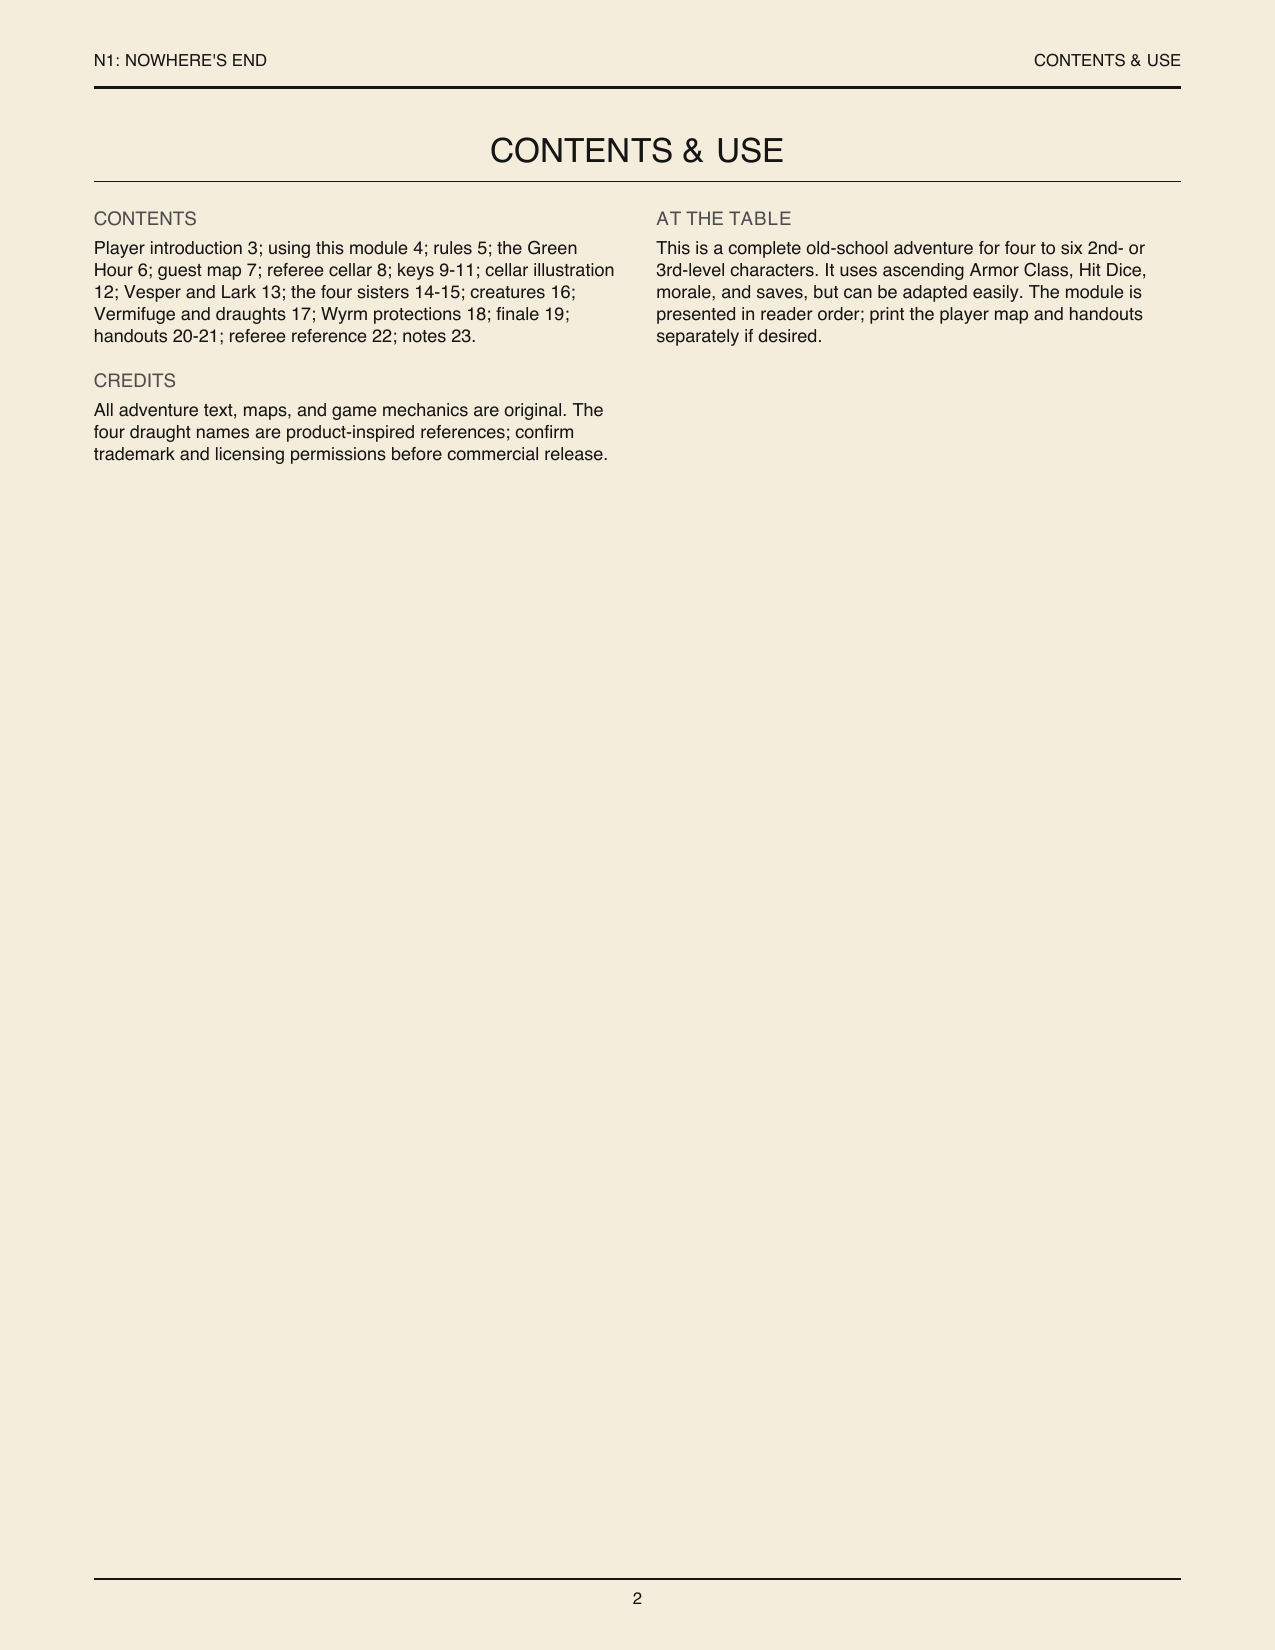 N1: NOWHERE'S END
CONTENTS & USE
CONTENTS & USE
CONTENTS
Player introduction 3; using this module 4; rules 5; the Green
Hour 6; guest map 7; referee cellar 8; keys 9-11; cellar illustration
12; Vesper and Lark 13; the four sisters 14-15; creatures 16;
Vermifuge and draughts 17; Wyrm protections 18; finale 19;
handouts 20-21; referee reference 22; notes 23.
CREDITS
All adventure text, maps, and game mechanics are original. The
four draught names are product-inspired references; confirm
trademark and licensing permissions before commercial release.
AT THE TABLE
This is a complete old-school adventure for four to six 2nd- or
3rd-level characters. It uses ascending Armor Class, Hit Dice,
morale, and saves, but can be adapted easily. The module is
presented in reader order; print the player map and handouts
separately if desired.
2